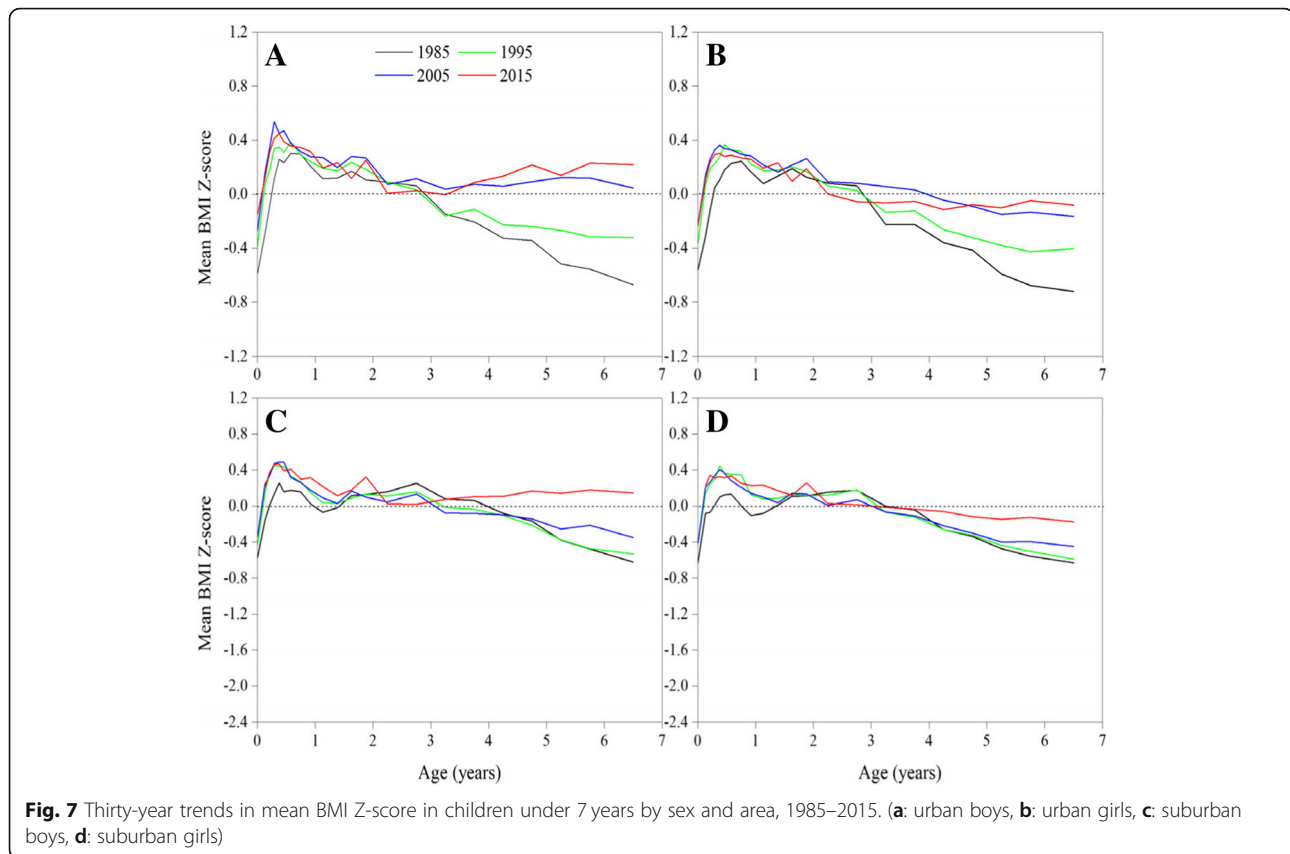 A
1985
1995
2005
2015
Mean BMI Z-score
1.2
0.8
0.4
0.0
-0.4
-0.8
-1.2
0 1 2 3 4 5 6 7
B
Mean BMI Z-score
1.2
0.8
0.4
0.0
-0.4
-0.8
-1.2
0 1 2 3 4 5 6 7
C
Mean BMI Z-score
1.2
0.8
0.4
0.0
-0.4
-0.8
-1.2
-1.6
-2.0
-2.4
0 1 2 3 4 5 6 7
Age (years)
D
Mean BMI Z-score
1.2
0.8
0.4
0.0
-0.4
-0.8
-1.2
-1.6
-2.0
-2.4
0 1 2 3 4 5 6 7
Age (years)
Fig. 7 Thirty-year trends in mean BMI Z-score in children under 7 years by sex and area, 1985–2015. (a: urban boys, b: urban girls, c: suburban
boys, d: suburban girls)